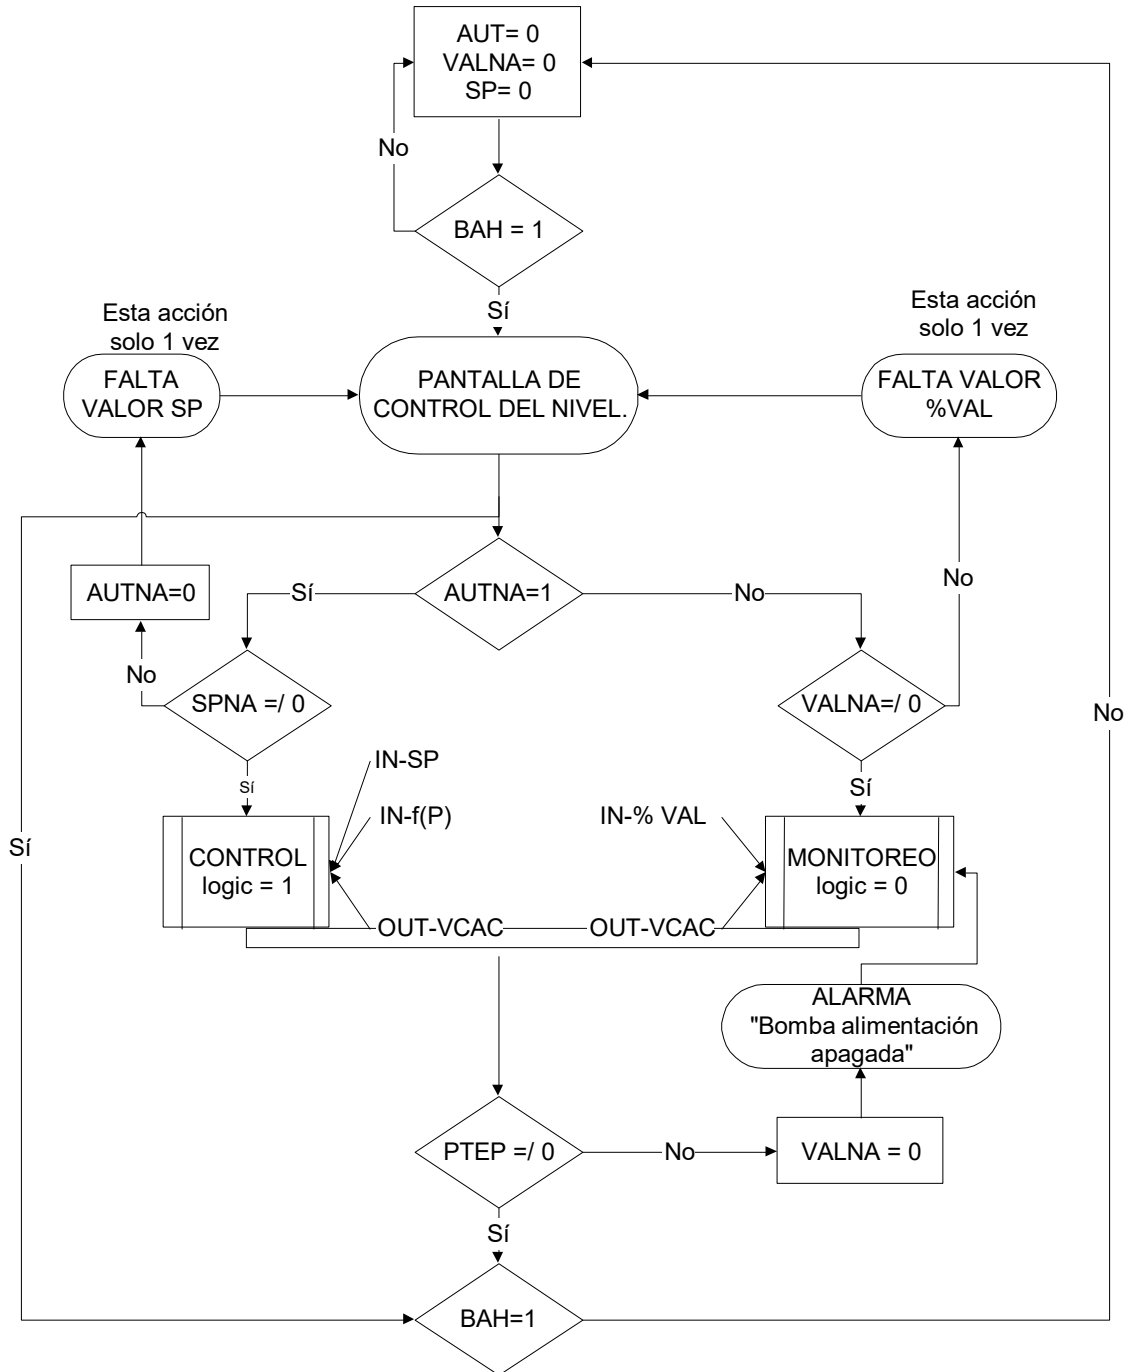 AUT= 0
VALNA= 0
SP= 0
No
BAH = 1
Sí
Esta acción
solo 1 vez
Esta acción
solo 1 vez
FALTA
VALOR SP
PANTALLA DE
CONTROL DEL NIVEL.
FALTA VALOR
%VAL
AUTNA=0
Sí
AUTNA=1
No
No
No
SPNA =/ 0
VALNA=/ 0
No
Sí
IN-SP
Sí
IN-f(P)
IN-% VAL
Sí
CONTROL
logic = 1
MONITOREO
logic = 0
OUT-VCAC
OUT-VCAC
ALARMA
"Bomba alimentación
apagada"
PTEP =/ 0
No
VALNA = 0
Sí
BAH=1